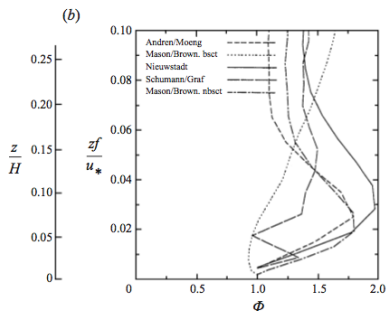 (b)
0.10
0.25
0.08
0.20
0.06
0.15
0.04
0.10
0.02
0.05
0
z
H
zf
u*
Andren/Moeng
Mason/Brown. bsct
Nieuwstadt
Schumann/Graf
Mason/Brown. nbsct
0 0.5 1.0 1.5 2.0
Φ